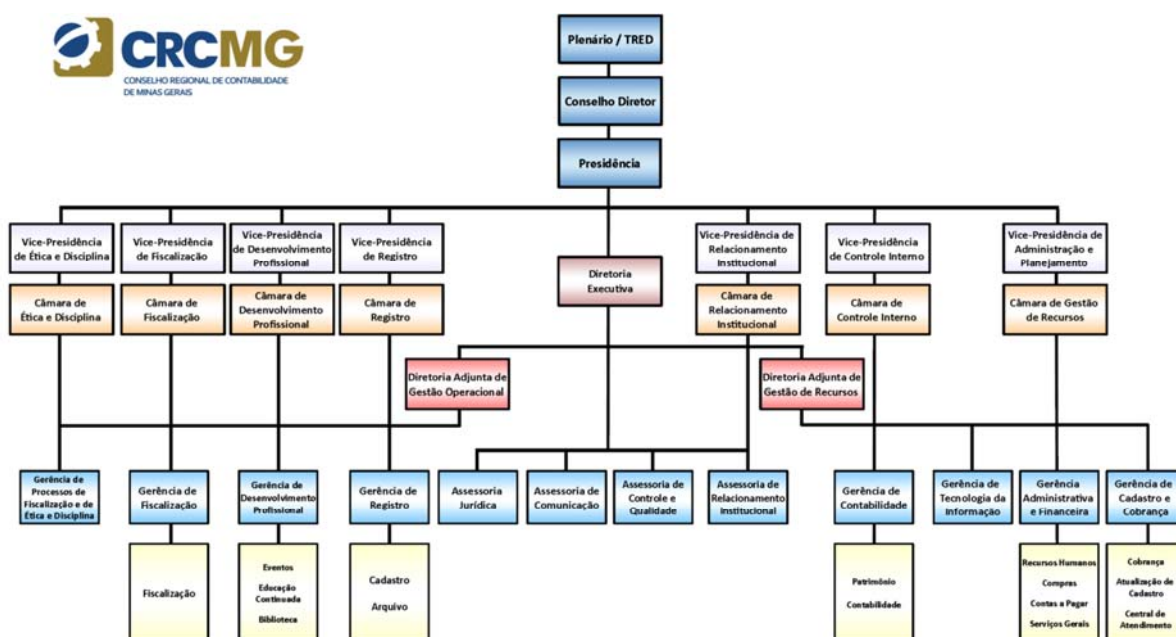 CRCMG
CONSELHO REGIONAL DE CONTABILIDADE
DE MINAS GERAIS
Plenário / TRED
Conselho Diretor
Presidência
Vice-Presidência
de Ética e Disciplina
Vice-Presidência
de Fiscalização
Vice-Presidência
de Desenvolvimento
Profissional
Vice-Presidência
de Registro
Diretoria
Executiva
Vice-Presidência de
Relacionamento
Institucional
Vice-Presidência
de Controle Interno
Vice-Presidência de
Administração e
Planejamento
Câmara de
Ética e Disciplina
Câmara de
Fiscalização
Câmara de
Desenvolvimento
Profissional
Câmara de
Registro
Câmara de
Relacionamento
Institucional
Câmara de
Controle Interno
Câmara de Gestão
de Recursos
Diretoria Adjunta de
Gestão Operacional
Diretoria Adjunta de
Gestão de Recursos
Gerência de
Processos de
Fiscalização e de
Ética e Disciplina
Gerência de
Fiscalização
Gerência de
Desenvolvimento
Profissional
Gerência de
Registro
Assessoria
Jurídica
Assessoria de
Comunicação
Assessoria de
Controle e
Qualidade
Assessoria de
Relacionamento
Institucional
Gerência de
Contabilidade
Gerência de
Tecnologia da
Informação
Gerência
Administrativa
e Financeira
Gerência de
Cadastro e
Cobrança
Fiscalização
Eventos
Educação
Continuada
Biblioteca
Cadastro
Arquivo
Patrimônio
Contabilidade
Recursos Humanos
Compras
Contas a Pagar
Serviços Gerais
Cobrança
Atualização de
Cadastro
Central de
Atendimento